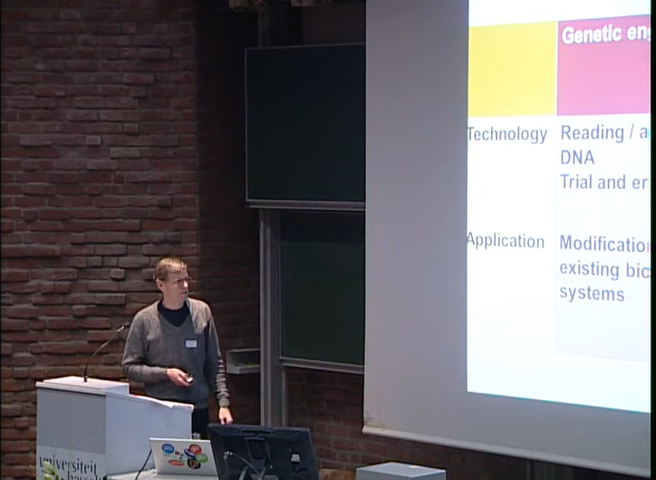 Genetic en
Technology
Reading / a
DNA
Trial and er
Application
Modification
existing bio
systems
universiteit
hasselt